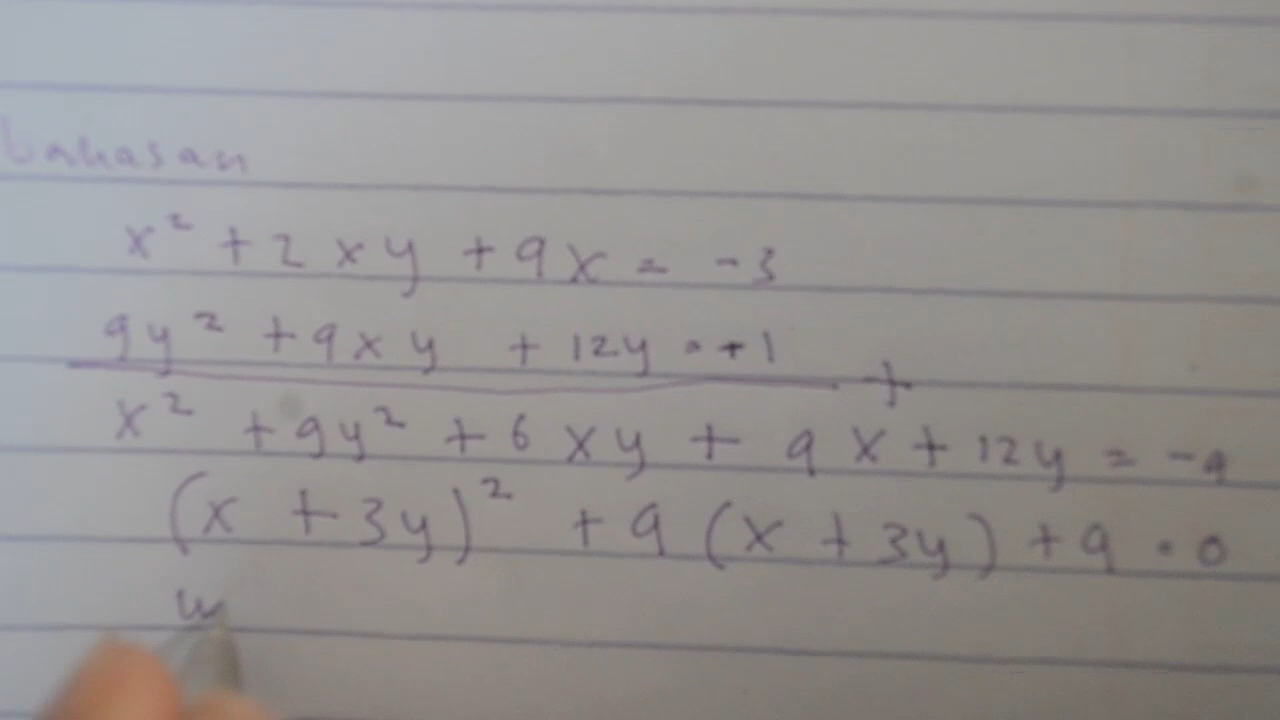 bahasan
x² + 2xy + 9x = -3
9y² + 9xy + 12y = +1
x² + 9y² + 6xy + 9x + 12y = -9
(x + 3y)² + 9(x + 3y) + 9 = 0